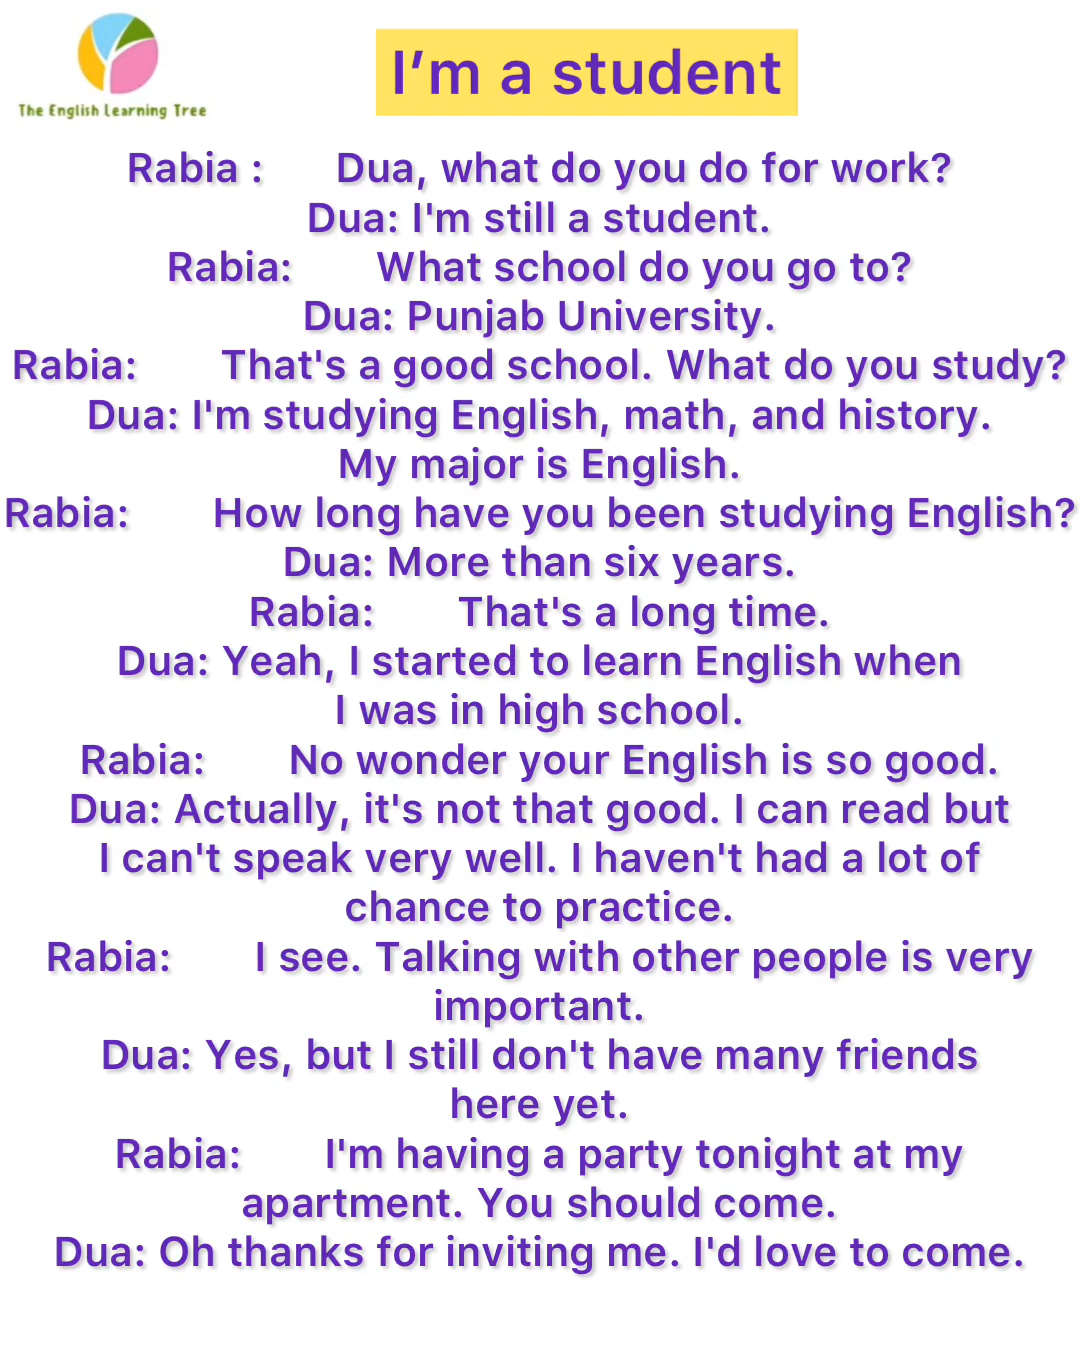 The English Learning Tree
I’m a student
Rabia : Dua, what do you do for work?
Dua: I'm still a student.
Rabia: What school do you go to?
Dua: Punjab University.
Rabia: That's a good school. What do you study?
Dua: I'm studying English, math, and history.
My major is English.
Rabia: How long have you been studying English?
Dua: More than six years.
Rabia: That's a long time.
Dua: Yeah, I started to learn English when
I was in high school.
Rabia: No wonder your English is so good.
Dua: Actually, it's not that good. I can read but
I can't speak very well. I haven't had a lot of
chance to practice.
Rabia: I see. Talking with other people is very
important.
Dua: Yes, but I still don't have many friends
here yet.
Rabia: I'm having a party tonight at my
apartment. You should come.
Dua: Oh thanks for inviting me. I'd love to come.